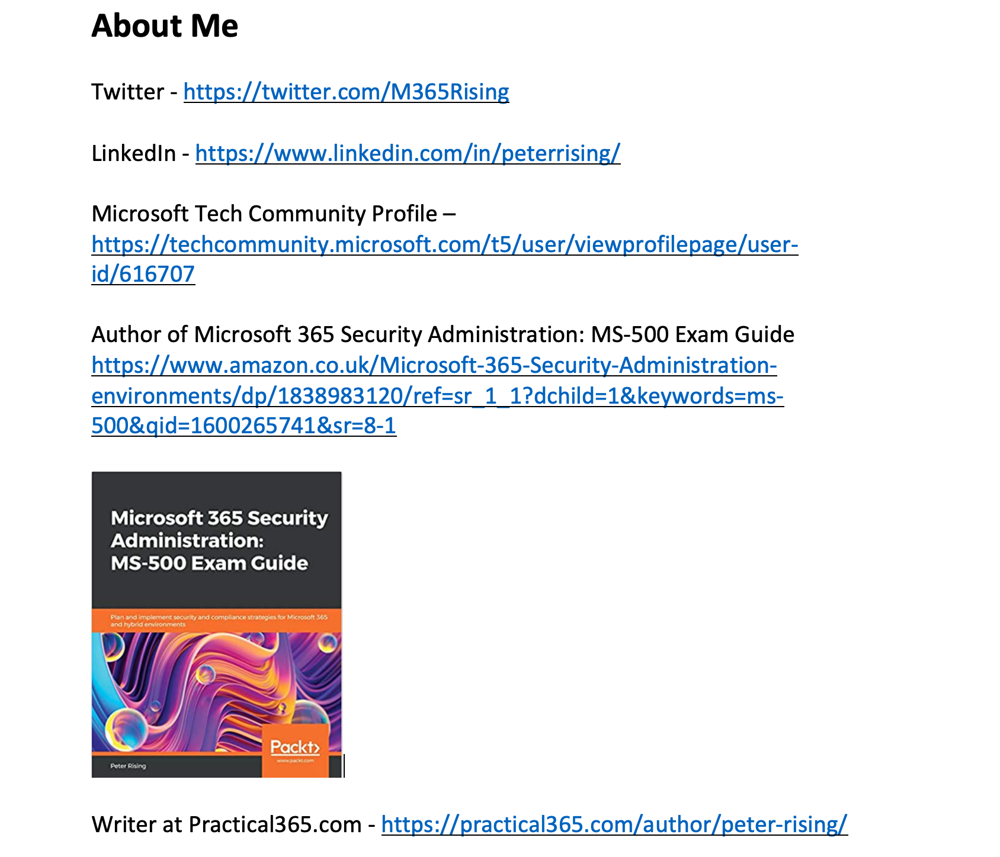 About Me
Twitter - https://twitter.com/M365Rising
LinkedIn - https://www.linkedin.com/in/peterrising/
Microsoft Tech Community Profile –
https://techcommunity.microsoft.com/t5/user/viewprofilepage/user-
id/616707
Author of Microsoft 365 Security Administration: MS-500 Exam Guide
https://www.amazon.co.uk/Microsoft-365-Security-Administration-
environments/dp/1838983120/ref=sr_1_1?dchild=1&keywords=ms-
500&qid=1600265741&sr=8-1
Microsoft 365 Security
Administration:
MS-500 Exam Guide
Plan and implement security and compliance strategies for Microsoft 365
and hybrid environments
Packt>
www.packt.com
Peter Rising
Writer at Practical365.com - https://practical365.com/author/peter-rising/